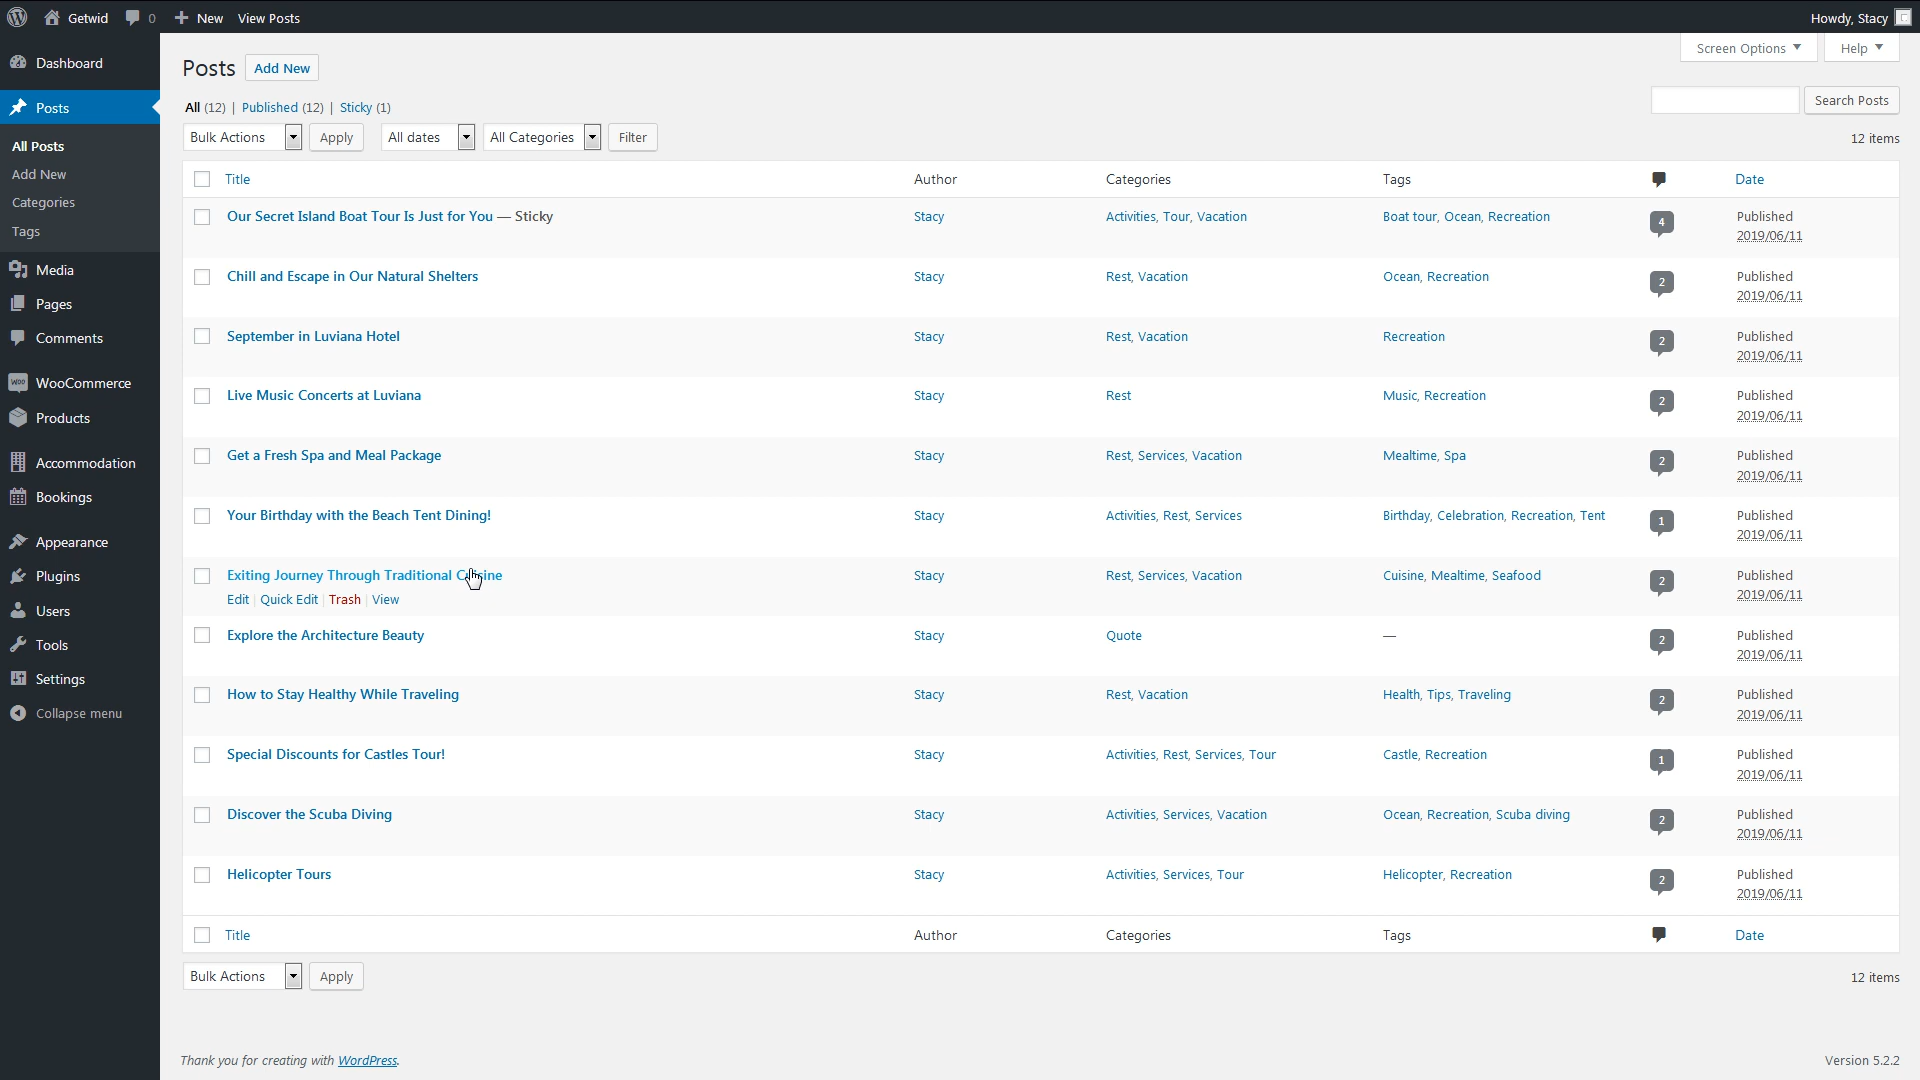 Getwid 0 New View Posts Howdy, Stacy
Screen Options Help
Dashboard
Posts
All Posts
Add New
Categories
Tags
Media
Pages
Comments
WooCommerce
Products
Accommodation
Bookings
Appearance
Plugins
Users
Tools
Settings
Collapse menu
Posts Add New
All (12) | Published (12) | Sticky (1)
Search Posts
Bulk Actions Apply All dates All Categories Filter
12 items
Title Author Categories Tags Date
Our Secret Island Boat Tour Is Just for You — Sticky Stacy Activities, Tour, Vacation Boat tour, Ocean, Recreation 4 Published
2019/06/11
Chill and Escape in Our Natural Shelters Stacy Rest, Vacation Ocean, Recreation 2 Published
2019/06/11
September in Luviana Hotel Stacy Rest, Vacation Recreation 2 Published
2019/06/11
Live Music Concerts at Luviana Stacy Rest Music, Recreation 2 Published
2019/06/11
Get a Fresh Spa and Meal Package Stacy Rest, Services, Vacation Mealtime, Spa 2 Published
2019/06/11
Your Birthday with the Beach Tent Dining! Stacy Activities, Rest, Services Birthday, Celebration, Recreation, Tent 1 Published
2019/06/11
Exiting Journey Through Traditional Cuisine Stacy Rest, Services, Vacation Cuisine, Mealtime, Seafood 2 Published
2019/06/11
Edit | Quick Edit | Trash | View
Explore the Architecture Beauty Stacy Quote — 2 Published
2019/06/11
How to Stay Healthy While Traveling Stacy Rest, Vacation Health, Tips, Traveling 2 Published
2019/06/11
Special Discounts for Castles Tour! Stacy Activities, Rest, Services, Tour Castle, Recreation 1 Published
2019/06/11
Discover the Scuba Diving Stacy Activities, Services, Vacation Ocean, Recreation, Scuba diving 2 Published
2019/06/11
Helicopter Tours Stacy Activities, Services, Tour Helicopter, Recreation 2 Published
2019/06/11
Title Author Categories Tags Date
Bulk Actions Apply 12 items
Thank you for creating with WordPress. Version 5.2.2